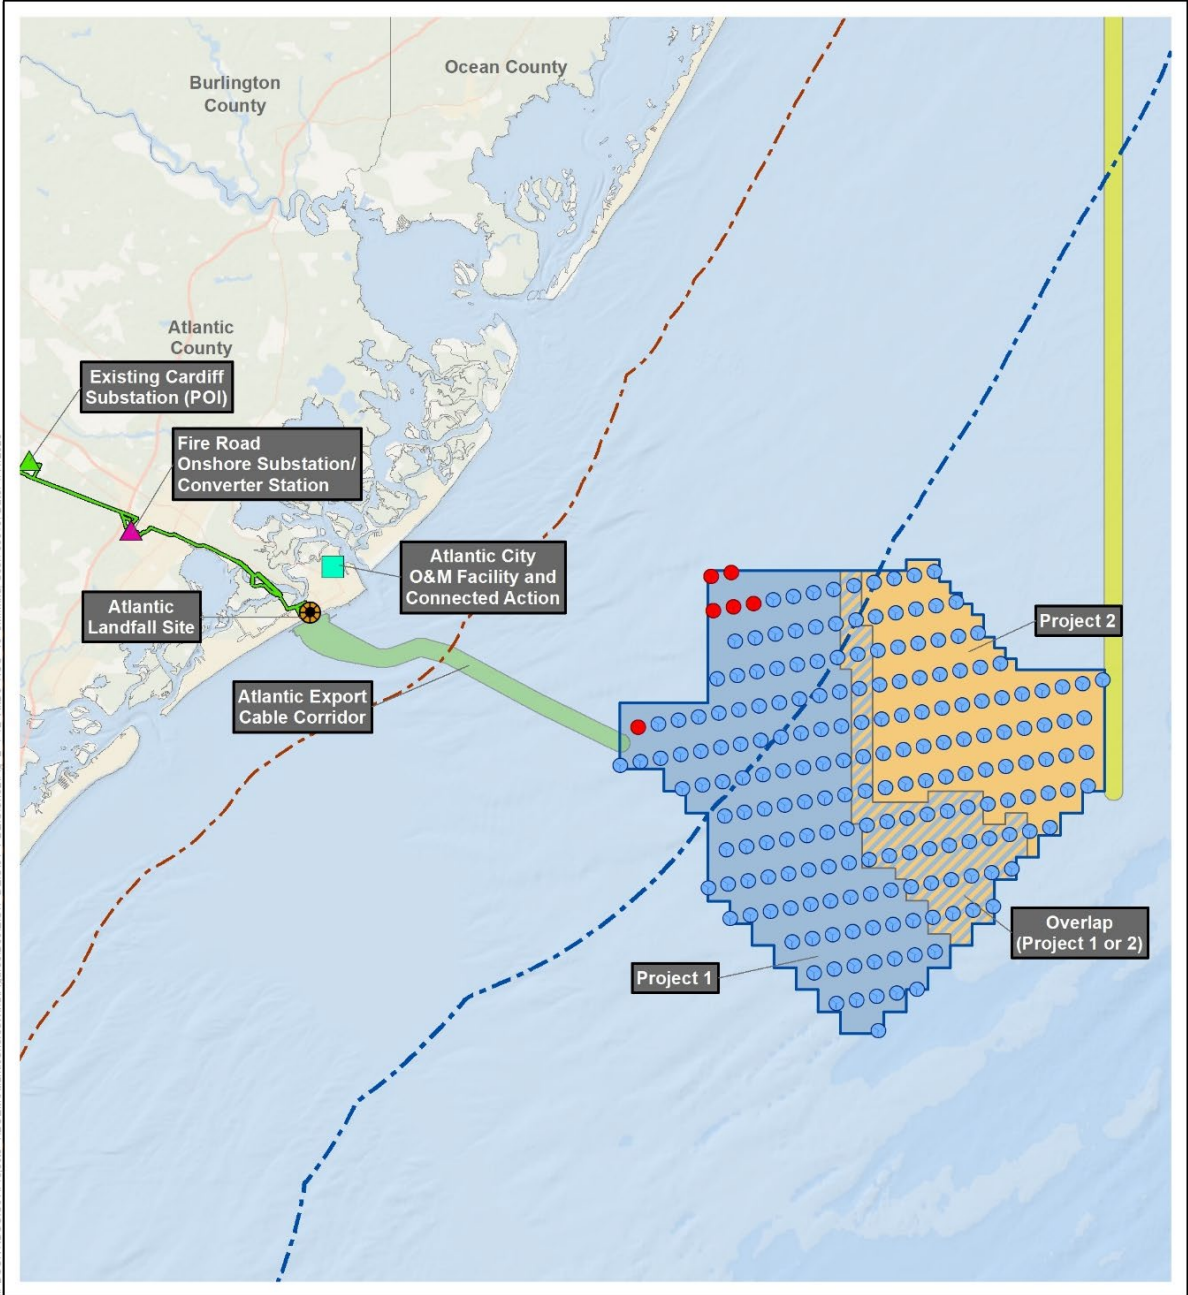 Ocean County
Burlington
County
Atlantic
County
Existing Cardiff
Substation (POI)
Fire Road
Onshore Substation/
Converter Station
Atlantic City
O&M Facility and
Connected Action
Atlantic
Landfall Site
Project 2
Atlantic Export
Cable Corridor
Overlap
(Project 1 or 2)
Project 1